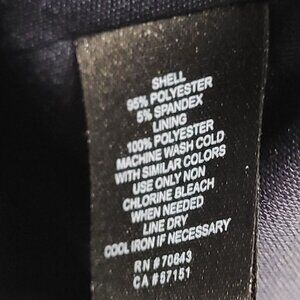 SHELL
95% POLYESTER
5% SPANDEX
LINING
100% POLYESTER
MACHINE WASH COLD
WITH SIMILAR COLORS
USE ONLY NON
CHLORINE BLEACH
WHEN NEEDED
LINE DRY
COOL IRON IF NECESSARY
RN # 70643
CA # 67151